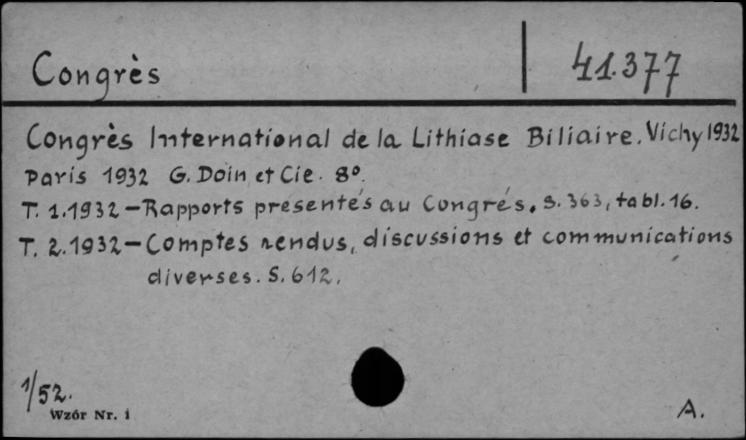 Congrès
41.377
Congrès International de la Lithiase Biliaire. Vichy 1932
Paris 1932 G. Doin et Cie. 8º.
T. 1.1932 – Rapports présentés au Congrés. S. 363, tabl. 16.
T. 2.1932 – Comptes rendus, discussions et communications
diverses. S. 612.
1/52.
Wzór Nr. 1
A.